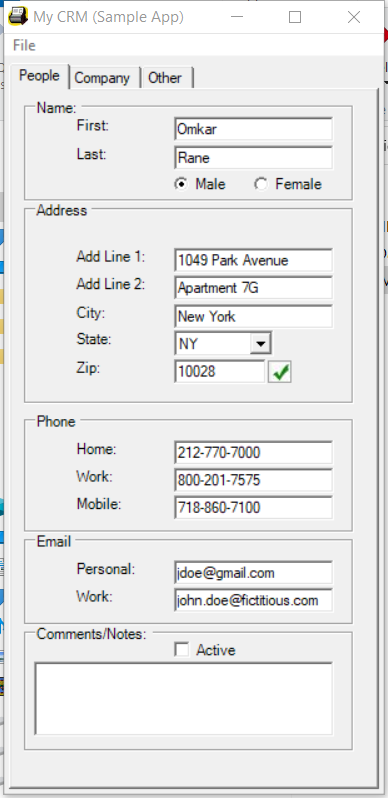 My CRM (Sample App)
File
People Company Other
Name:
First: Omkar
Last: Rane
Male Female
Address
Add Line 1: 1049 Park Avenue
Add Line 2: Apartment 7G
City: New York
State: NY
Zip: 10028
Phone
Home: 212-770-7000
Work: 800-201-7575
Mobile: 718-860-7100
Email
Personal: jdoe@gmail.com
Work: john.doe@fictitious.com
Comments/Notes:
Active